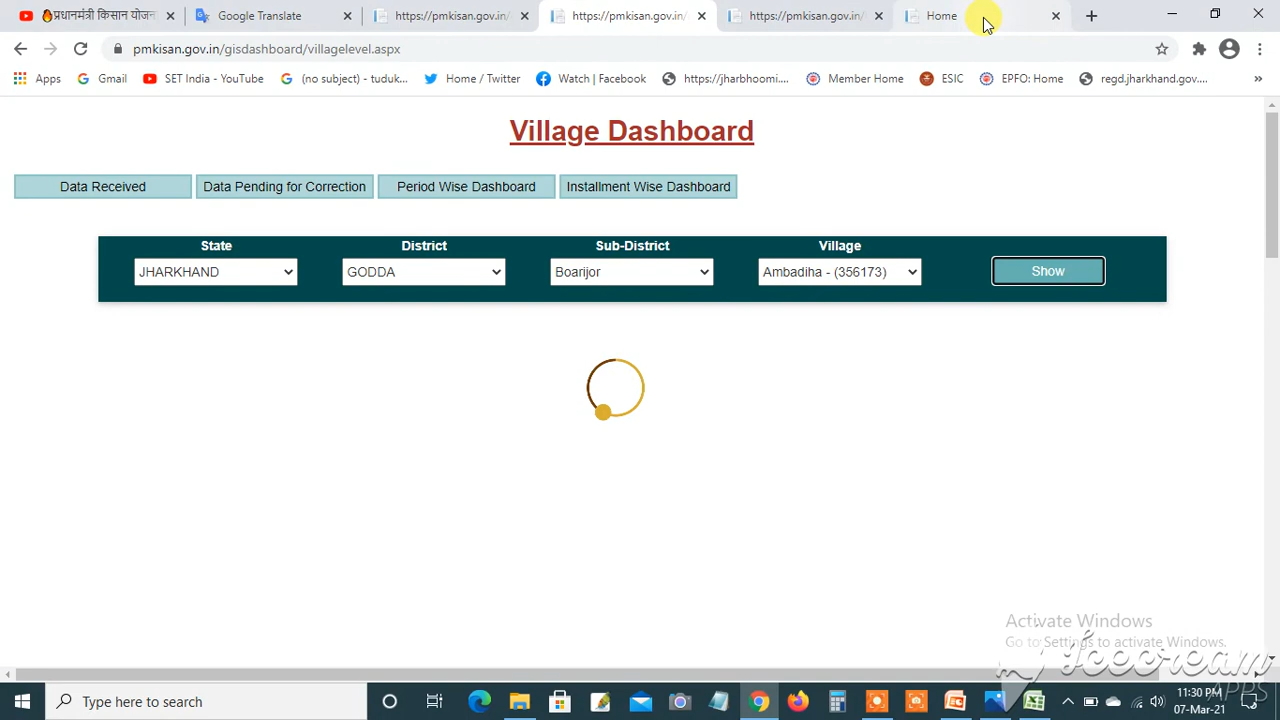 🔥प्रधानमंत्री किसान योजन
Google Translate
https://pmkisan.gov.in/
https://pmkisan.gov.in/
https://pmkisan.gov.in/
Home
pmkisan.gov.in/gisdashboard/villagelevel.aspx
Apps
Gmail
SET India - YouTube
(no subject) - tuduk...
Home / Twitter
Watch | Facebook
https://jharbhoomi...
Member Home
ESIC
EPFO: Home
regd.jharkhand.gov....
»
Village Dashboard
Data Received
Data Pending for Correction
Period Wise Dashboard
Installment Wise Dashboard
State
District
Sub-District
Village
JHARKHAND
GODDA
Boarijor
Ambadiha - (356173)
Show
Activate Windows
Go to Settings to activate Windows.
Icecream
APPS
Type here to search
11:30 PM
07-Mar-21